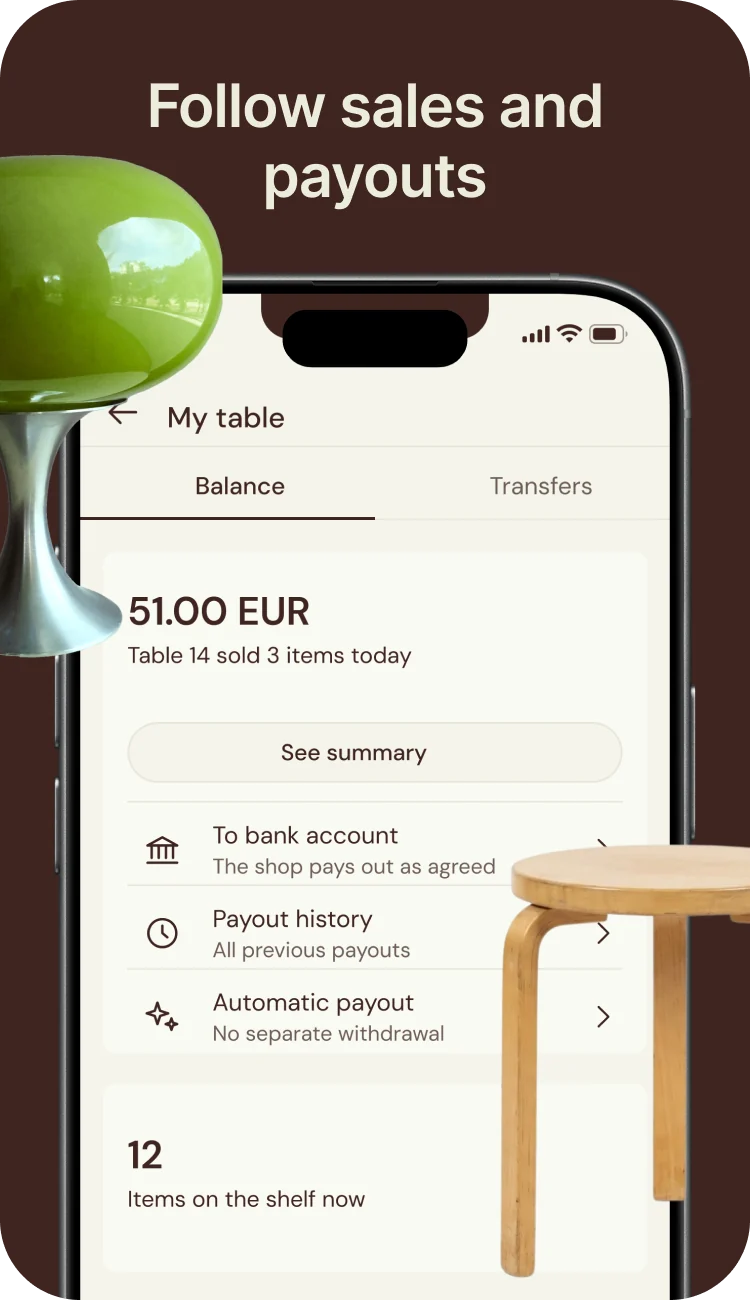 Follow sales and
payouts
My table
Balance
Transfers
51.00 EUR
Table 14 sold 3 items today
See summary
To bank account
The shop pays out as agreed
Payout history
All previous payouts
Automatic payout
No separate withdrawal
12
Items on the shelf now